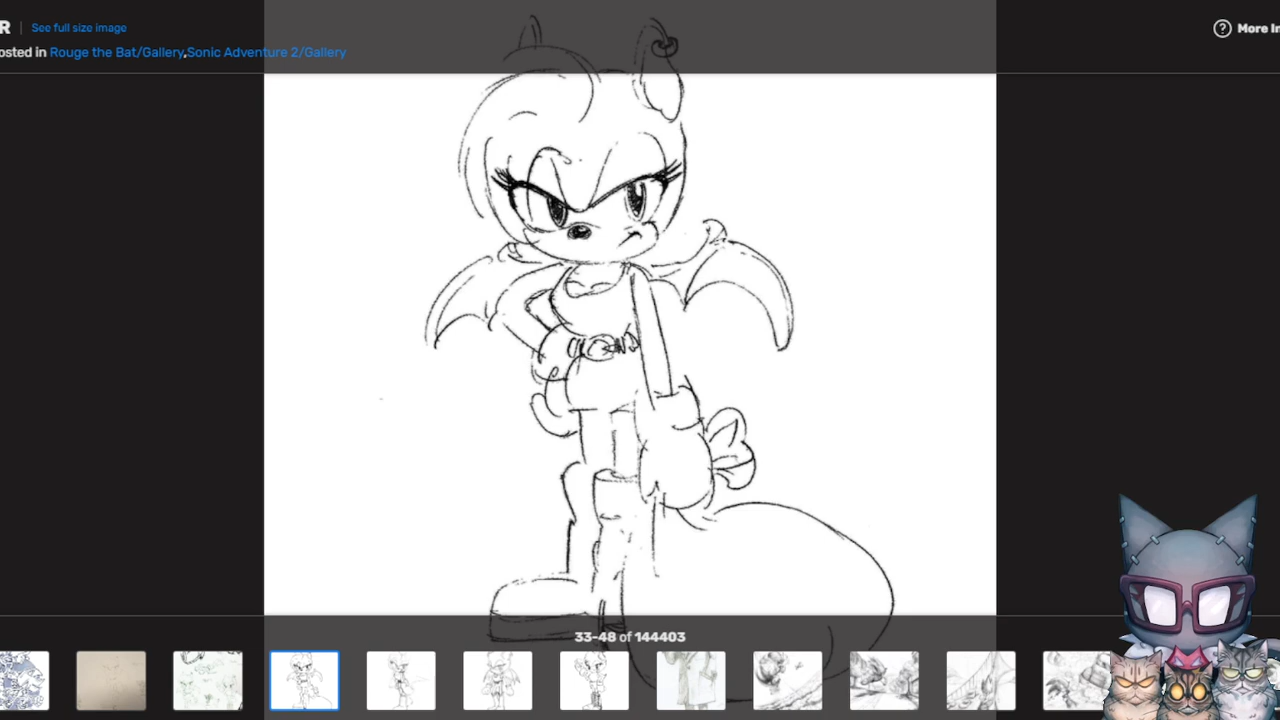 R | See full size image
More In
osted in Rouge the Bat/Gallery,Sonic Adventure 2/Gallery
33-48 of 144403